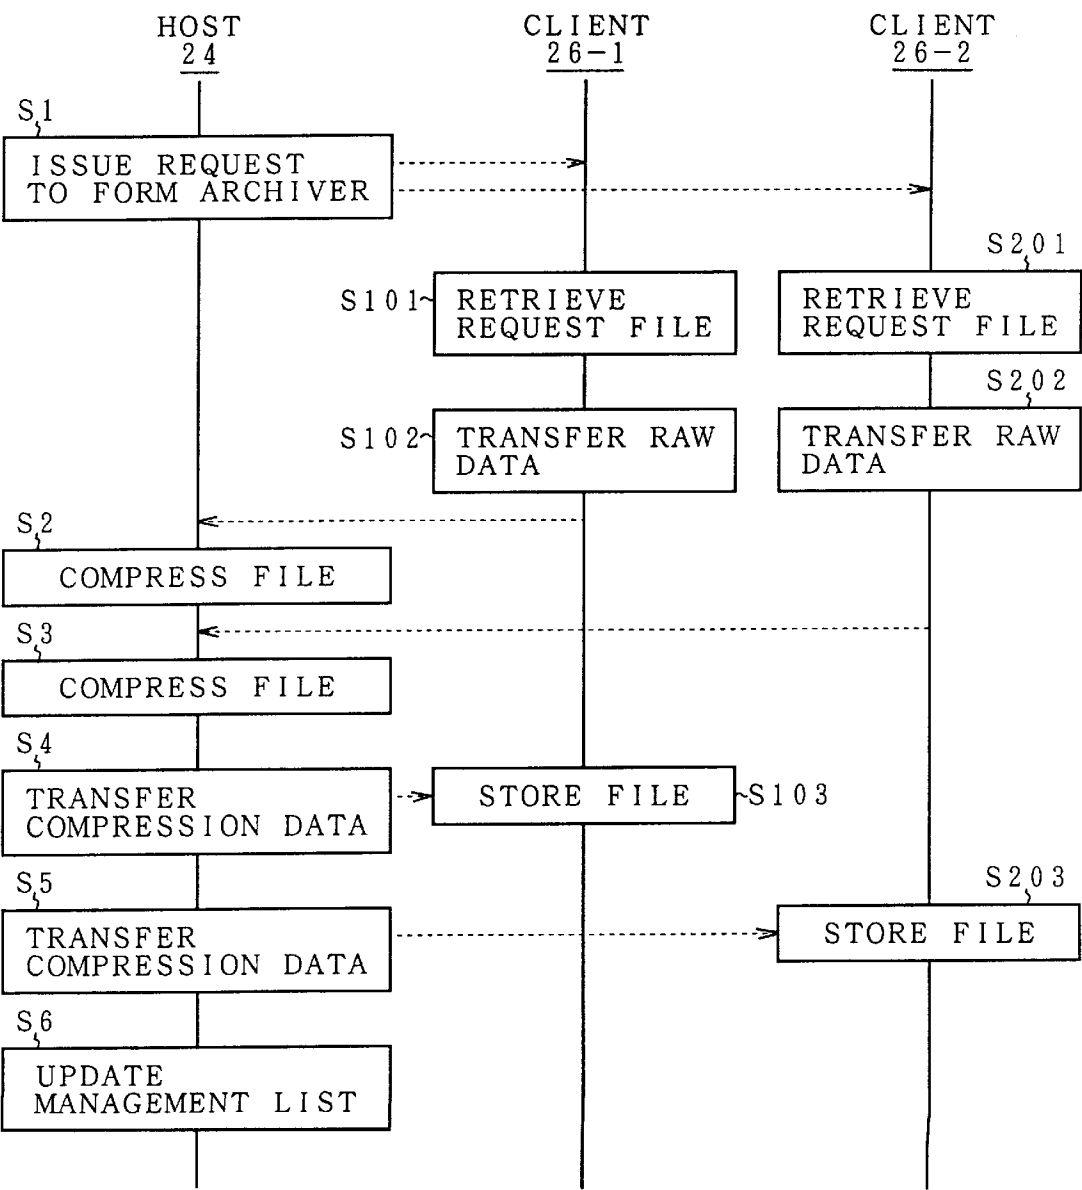 HOST
24
CLIENT
26-1
CLIENT
26-2
S1
ISSUE REQUEST
TO FORM ARCHIVER
S201
S101
RETRIEVE
REQUEST FILE
RETRIEVE
REQUEST FILE
S202
S102
TRANSFER RAW
DATA
TRANSFER RAW
DATA
S2
COMPRESS FILE
S3
COMPRESS FILE
S4
TRANSFER
COMPRESSION DATA
STORE FILE
S103
S5
TRANSFER
COMPRESSION DATA
S203
STORE FILE
S6
UPDATE
MANAGEMENT LIST